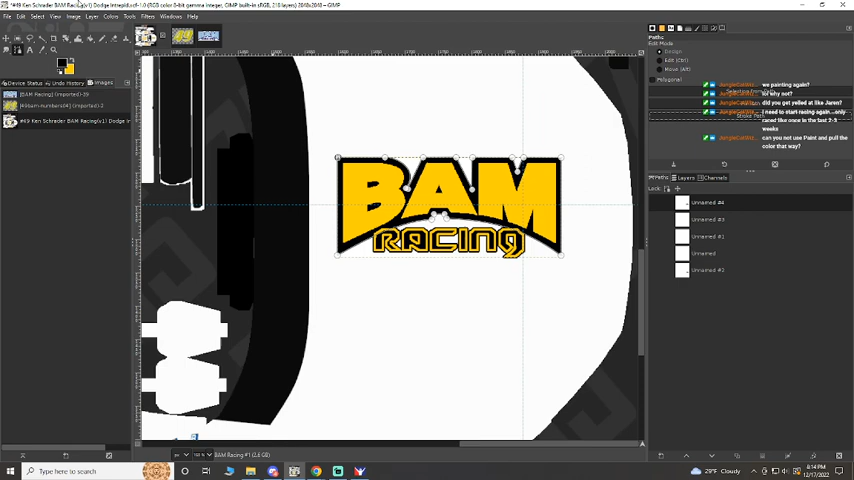 *#49 Ken Schrader BAM Racing(v1) Dodge Intrepid.xcf-1.0 (RGB color 8-bit gamma integer, GIMP built-in sRGB, 210 layers) 2048x2048 – GIMP
File Edit Select View Image Layer Colors Tools Filters Windows Help
Paths
Edit Mode
Design
Edit (Ctrl)
Move (Alt)
Polygonal
Device Status Undo History Images
[BAM Racing] (imported)-39
#49 Ken Schrader BAM Racing(v1) Dodge In
we painting again?
for why not?
did you get yelled at like Jaren?
I need to start racing again...only
raced like once in the last 2-3
weeks
can you not use Paint and pull the
color that way?
Stroke Path
Paths Layers Channels
Lock:
Unnamed #4
Unnamed #3
Unnamed #1
Unnamed
Unnamed #2
BAM
RACING
px 100 % BAM Racing #1 (2.6 GB)
Type here to search
29°F Cloudy
8:14 PM
12/17/2022